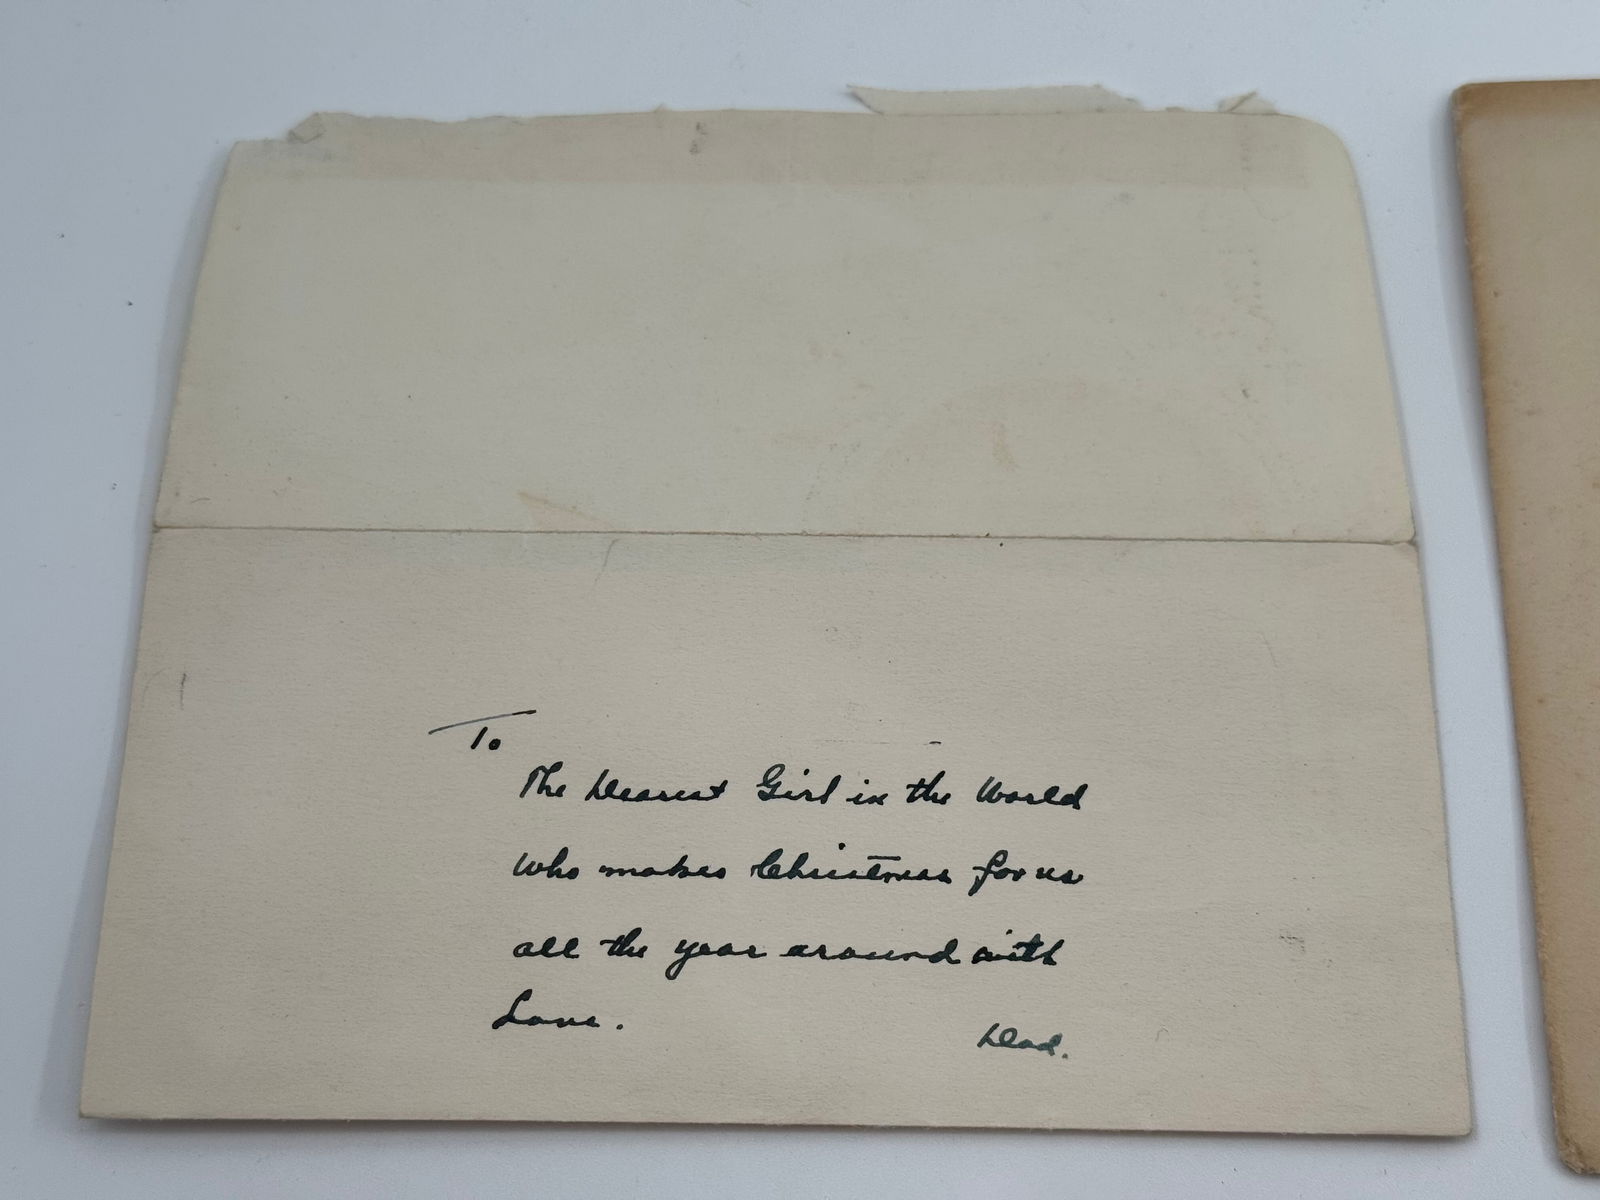 To
The Dearest Girl in the World
who makes Christmas for us
all the year around with
Love.
Dad.